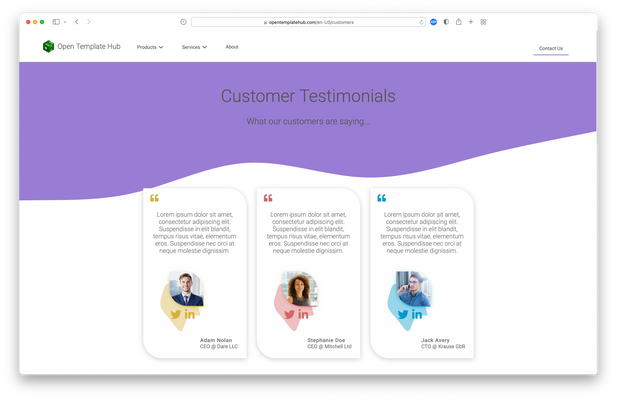 opentemplatehub.com/en-US/customers
Open Template Hub
Products
Services
About
Contact Us
Customer Testimonials
What our customers are saying...
Lorem ipsum dolor sit amet,
consectetur adipiscing elit.
Suspendisse in elit blandit,
tempus risus vitae, elementum
eros. Suspendisse nec orci at
neque molestie dignissim.
Adam Nolan
CEO @ Dare LLC
Lorem ipsum dolor sit amet,
consectetur adipiscing elit.
Suspendisse in elit blandit,
tempus risus vitae, elementum
eros. Suspendisse nec orci at
neque molestie dignissim.
Stephanie Doe
CEO @ Mitchell Ltd
Lorem ipsum dolor sit amet,
consectetur adipiscing elit.
Suspendisse in elit blandit,
tempus risus vitae, elementum
eros. Suspendisse nec orci at
neque molestie dignissim.
Jack Avery
CTO @ Krause GbR